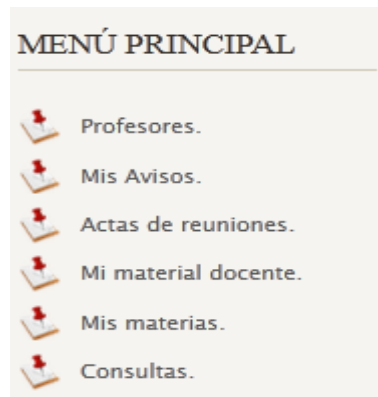 MENÚ PRINCIPAL
Profesores.
Mis Avisos.
Actas de reuniones.
Mi material docente.
Mis materias.
Consultas.